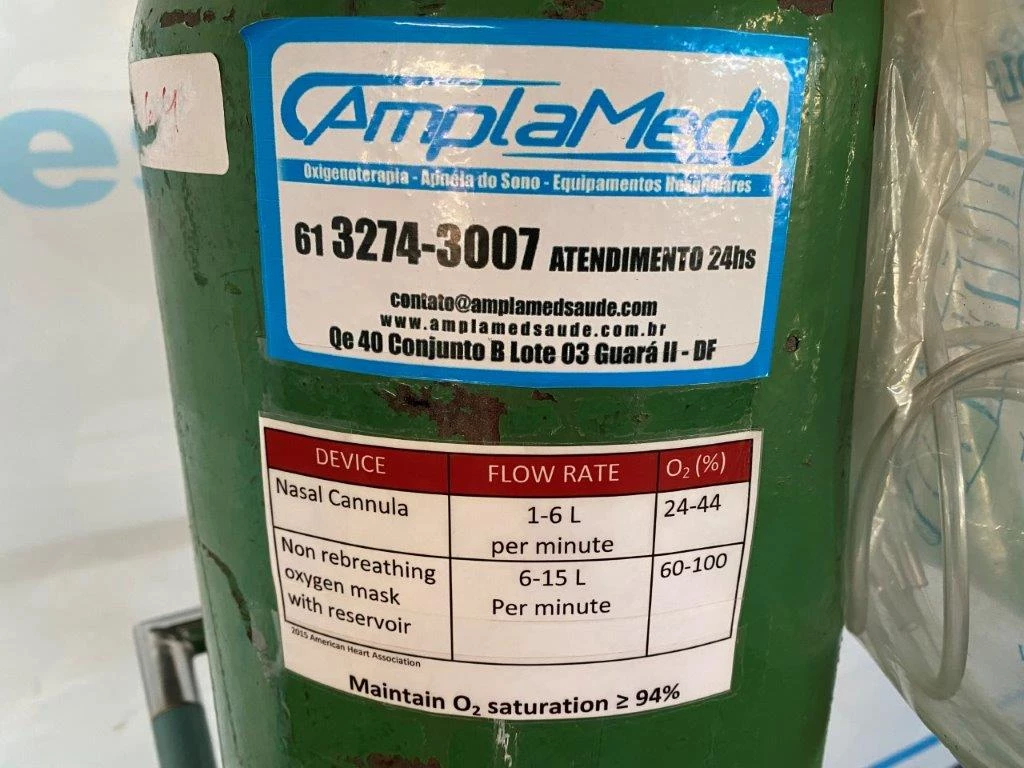 AmplaMed
Oxigenoterapia - Apnéia do Sono - Equipamentos Hospitalares
61 3274-3007 ATENDIMENTO 24hs
contato@amplamedsaude.com
www.amplamedsaude.com.br
Qe 40 Conjunto B Lote 03 Guará II - DF
DEVICE FLOW RATE O₂ (%)
Nasal Cannula 1-6 L 24-44
per minute
Non rebreathing 6-15 L 60-100
oxygen mask Per minute
with reservoir
2015 American Heart Association
Maintain O₂ saturation ≥ 94%